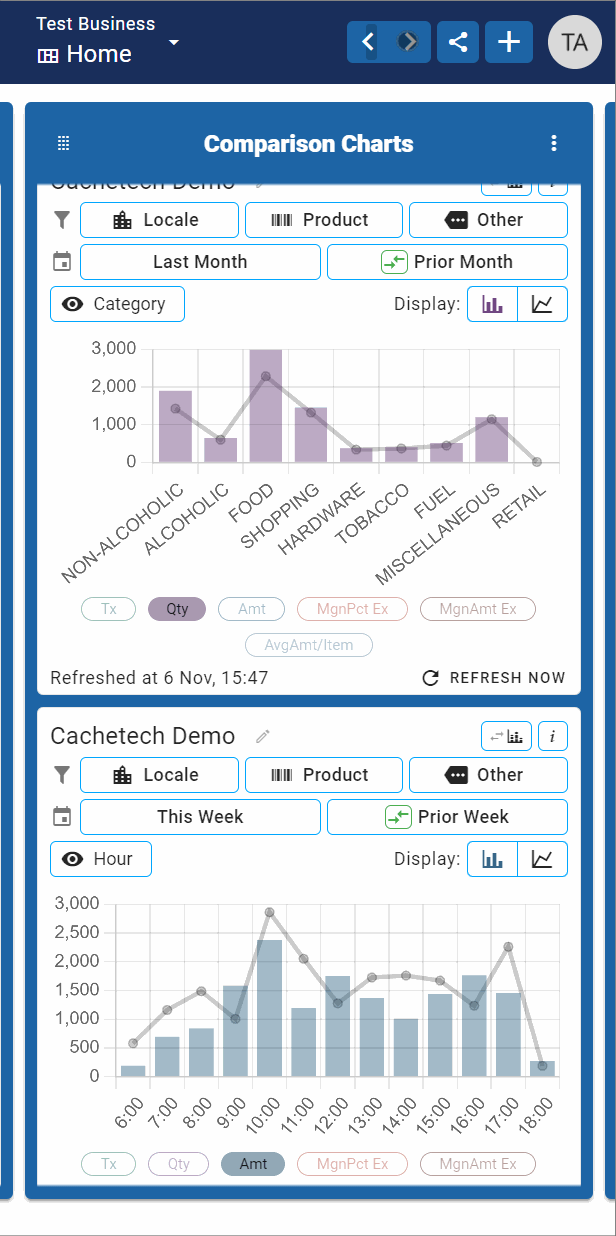 Test Business
Home
TA
Comparison Charts
Cachetech Demo
i
Locale
Product
Other
Last Month
Prior Month
Category
Display:
3,000
2,000
1,000
0
NON-ALCOHOLIC
ALCOHOLIC
FOOD
SHOPPING
HARDWARE
TOBACCO
FUEL
MISCELLANEOUS
RETAIL
Tx
Qty
Amt
MgnPct Ex
MgnAmt Ex
AvgAmt/Item
Refreshed at 6 Nov, 15:47
REFRESH NOW
Cachetech Demo
i
Locale
Product
Other
This Week
Prior Week
Hour
Display:
3,000
2,500
2,000
1,500
1,000
500
0
6:00
7:00
8:00
9:00
10:00
11:00
12:00
13:00
14:00
15:00
16:00
17:00
18:00
Tx
Qty
Amt
MgnPct Ex
MgnAmt Ex